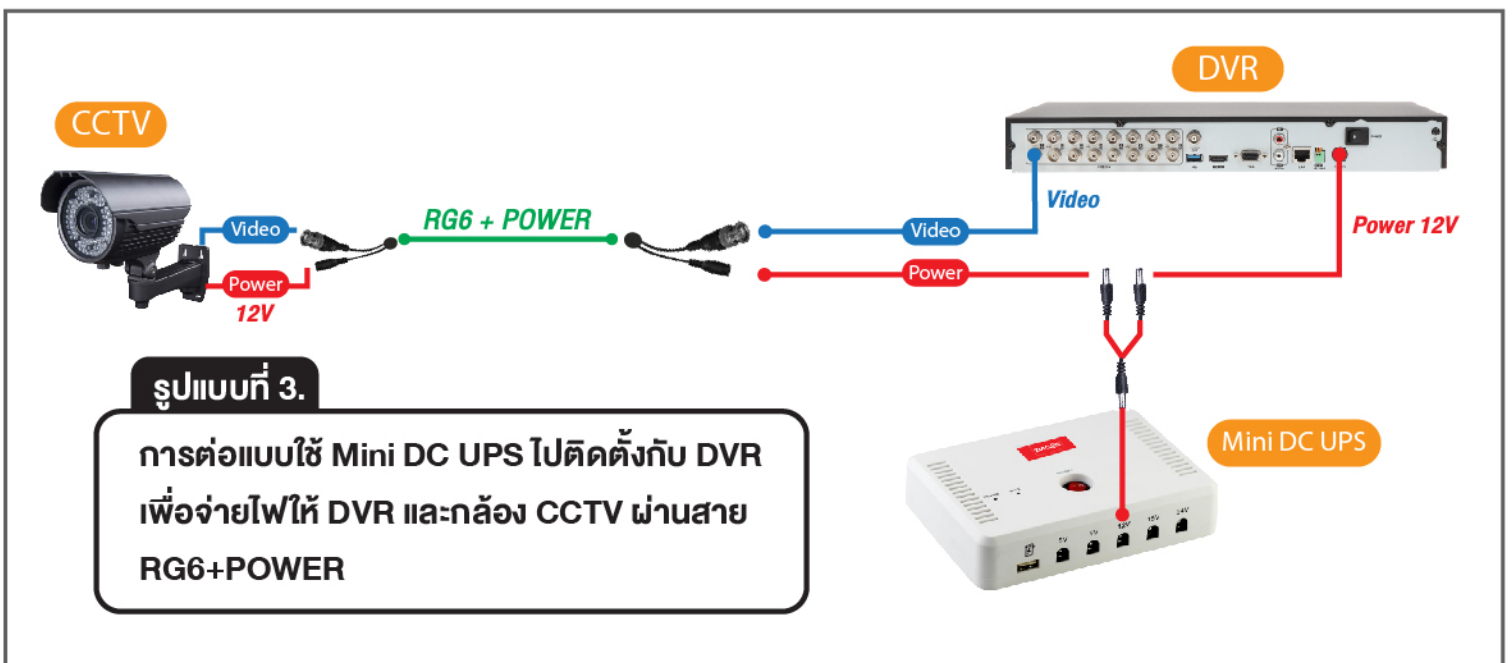 DVR
CCTV
Video
RG6 + POWER
Video
Video
Power 12V
Power
Power
12V
รูปแบบที่ 3.
การต่อแบบใช้ Mini DC UPS ไปติดตั้งกับ DVR
เพื่อจ่ายไฟให้ DVR และกล้อง CCTV ผ่านสาย
RG6+POWER
Mini DC UPS
5V
9V
12V
15V
24V